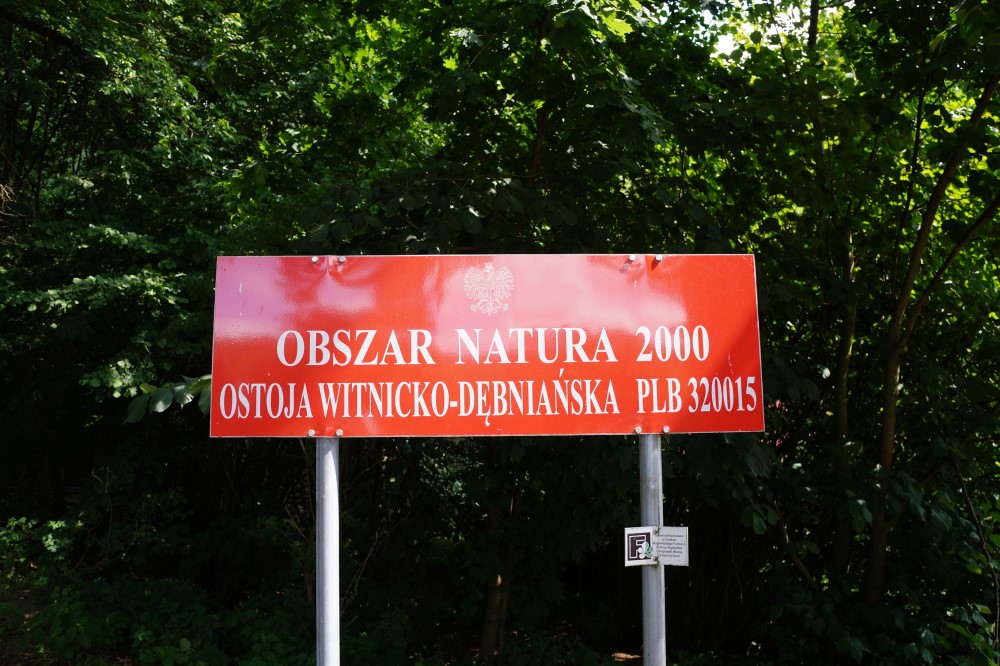 OBSZAR NATURA 2000
OSTOJA WITNICKO-DĘBNIAŃSKA PLB 320015
F